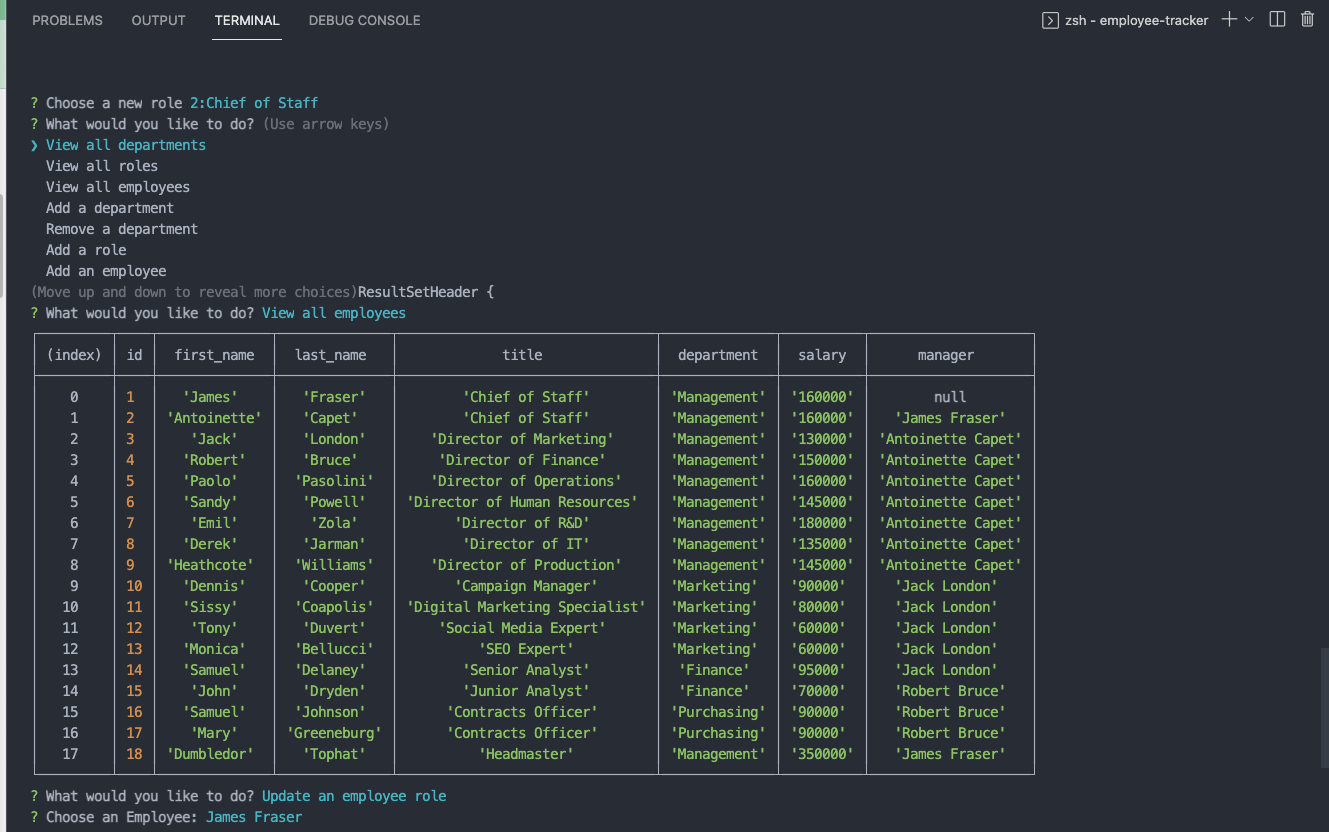 PROBLEMS OUTPUT TERMINAL DEBUG CONSOLE zsh - employee-tracker
? Choose a new role 2:Chief of Staff
? What would you like to do? (Use arrow keys)
❯ View all departments
View all roles
View all employees
Add a department
Remove a department
Add a role
Add an employee
(Move up and down to reveal more choices)ResultSetHeader {
? What would you like to do? View all employees
(index) id first_name last_name title department salary manager
0 1 'James' 'Fraser' 'Chief of Staff' 'Management' '160000' null
1 2 'Antoinette' 'Capet' 'Chief of Staff' 'Management' '160000' 'James Fraser'
2 3 'Jack' 'London' 'Director of Marketing' 'Management' '130000' 'Antoinette Capet'
3 4 'Robert' 'Bruce' 'Director of Finance' 'Management' '150000' 'Antoinette Capet'
4 5 'Paolo' 'Pasolini' 'Director of Operations' 'Management' '160000' 'Antoinette Capet'
5 6 'Sandy' 'Powell' 'Director of Human Resources' 'Management' '145000' 'Antoinette Capet'
6 7 'Emil' 'Zola' 'Director of R&D' 'Management' '180000' 'Antoinette Capet'
7 8 'Derek' 'Jarman' 'Director of IT' 'Management' '135000' 'Antoinette Capet'
8 9 'Heathcote' 'Williams' 'Director of Production' 'Management' '145000' 'Antoinette Capet'
9 10 'Dennis' 'Cooper' 'Campaign Manager' 'Marketing' '90000' 'Jack London'
10 11 'Sissy' 'Coapolis' 'Digital Marketing Specialist' 'Marketing' '80000' 'Jack London'
11 12 'Tony' 'Duvert' 'Social Media Expert' 'Marketing' '60000' 'Jack London'
12 13 'Monica' 'Bellucci' 'SEO Expert' 'Marketing' '60000' 'Jack London'
13 14 'Samuel' 'Delaney' 'Senior Analyst' 'Finance' '95000' 'Jack London'
14 15 'John' 'Dryden' 'Junior Analyst' 'Finance' '70000' 'Robert Bruce'
15 16 'Samuel' 'Johnson' 'Contracts Officer' 'Purchasing' '90000' 'Robert Bruce'
16 17 'Mary' 'Greeneburg' 'Contracts Officer' 'Purchasing' '90000' 'Robert Bruce'
17 18 'Dumbledor' 'Tophat' 'Headmaster' 'Management' '350000' 'James Fraser'
? What would you like to do? Update an employee role
? Choose an Employee: James Fraser